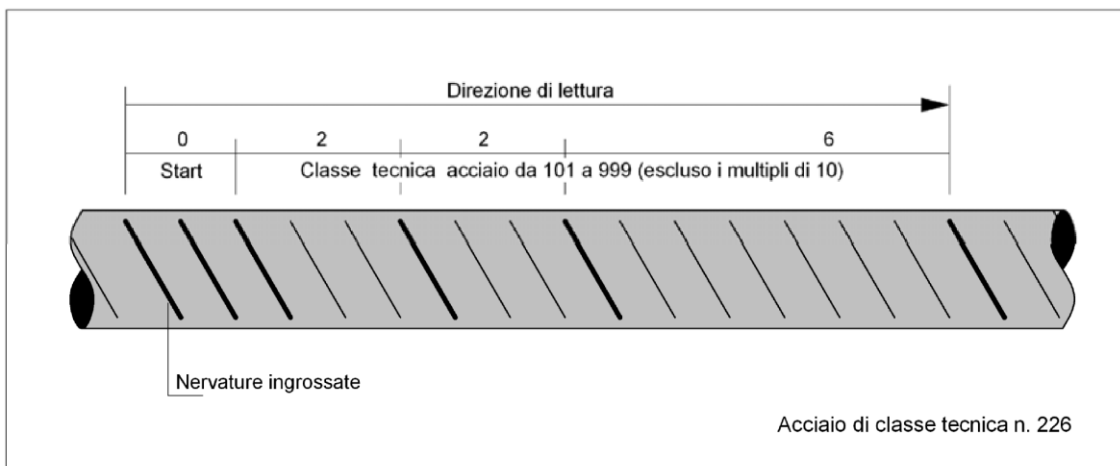 Direzione di lettura
0 2 2 6
Start Classe tecnica acciaio da 101 a 999 (escluso i multipli di 10)
Nervature ingrossate
Acciaio di classe tecnica n. 226